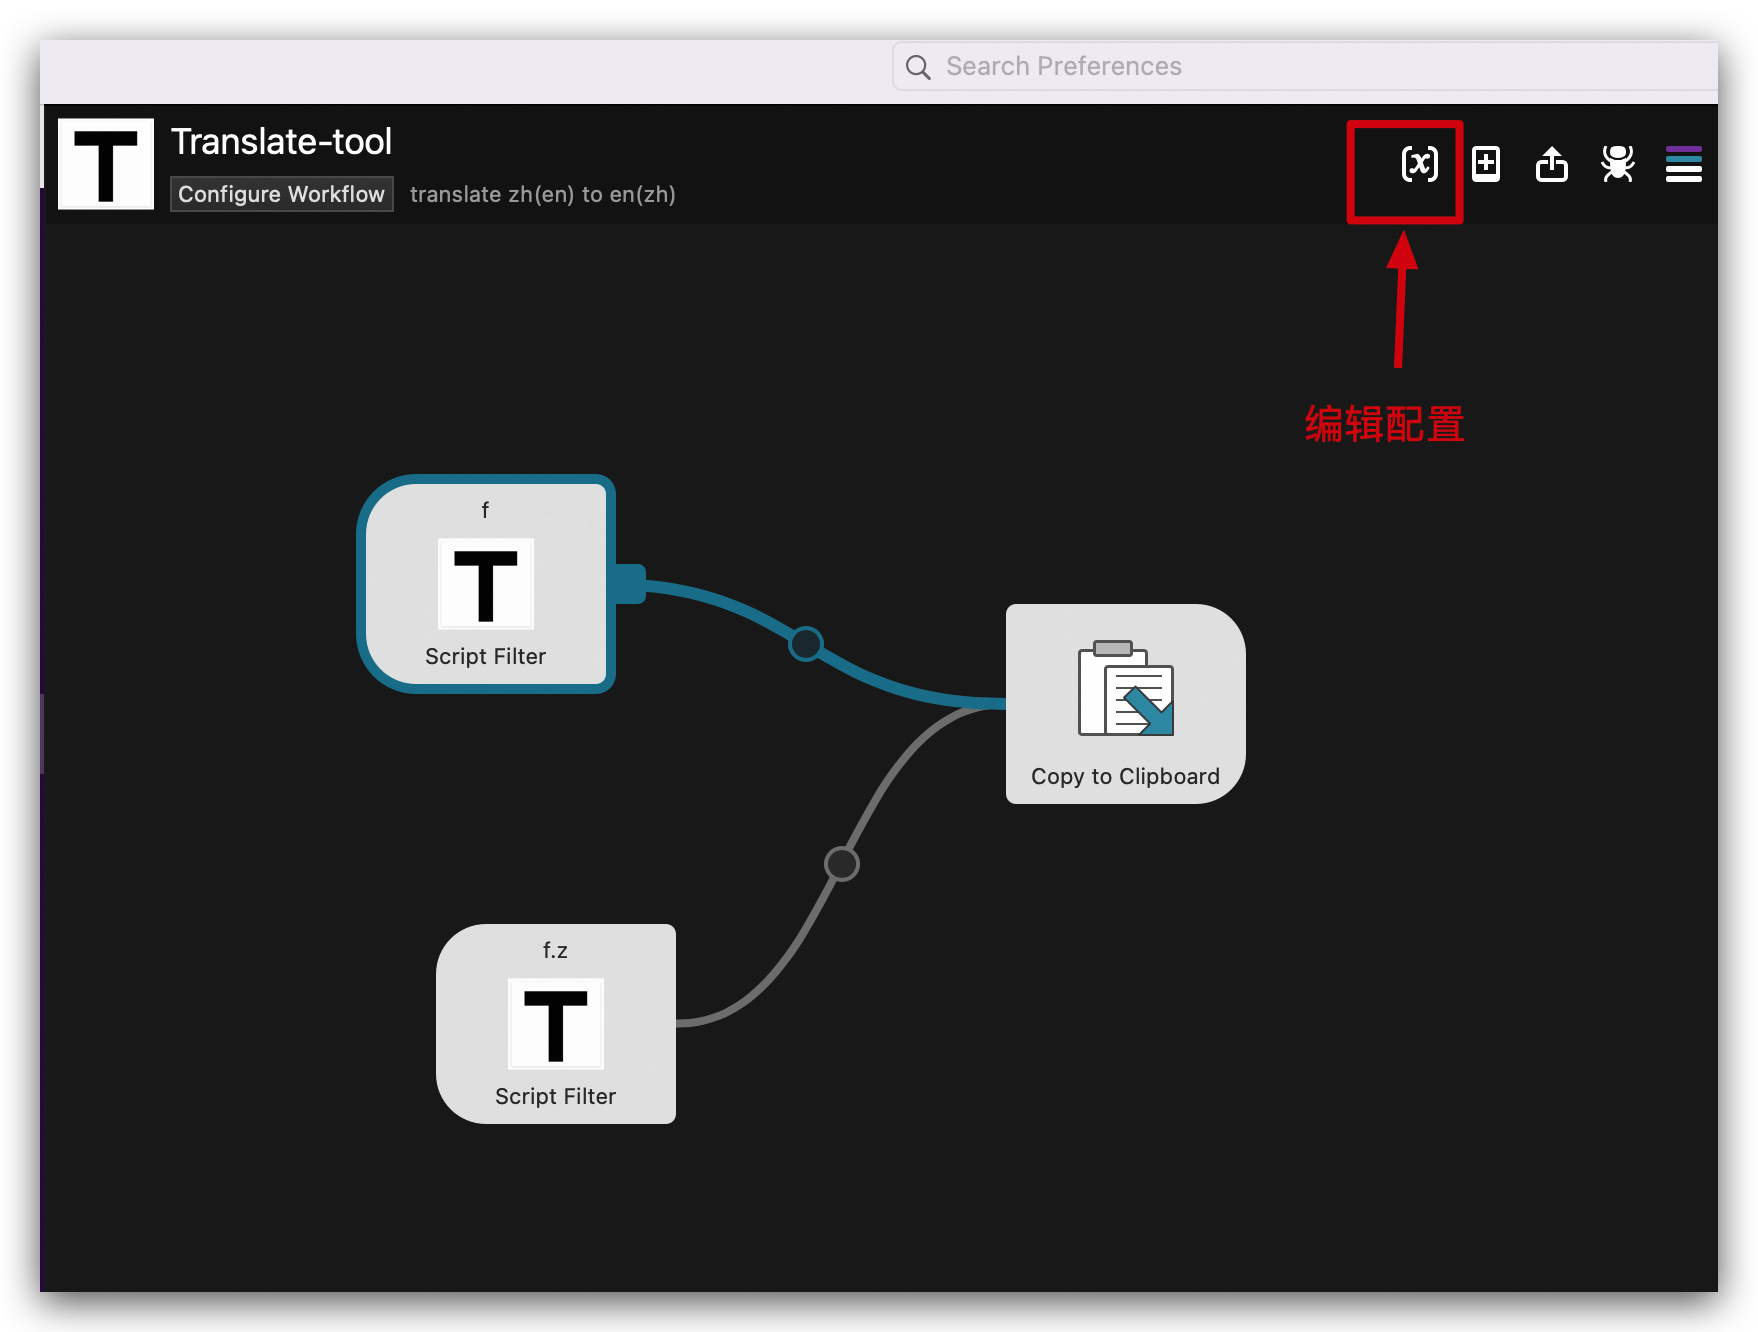 Search Preferences
T
Translate-tool
Configure Workflow translate zh(en) to en(zh)
[x]
编辑配置
f
T
Script Filter
Copy to Clipboard
f.z
T
Script Filter